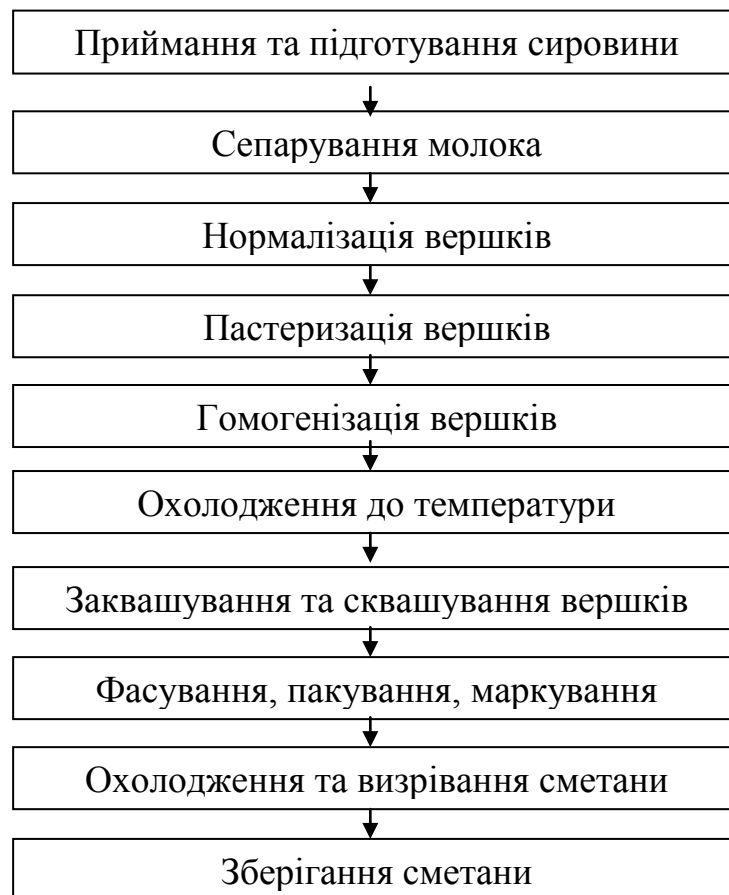 Приймання та підготування сировини
Сепарування молока
Нормалізація вершків
Пастеризація вершків
Гомогенізація вершків
Охолодження до температури
Заквашування та сквашування вершків
Фасування, пакування, маркування
Охолодження та визрівання сметани
Зберігання сметани